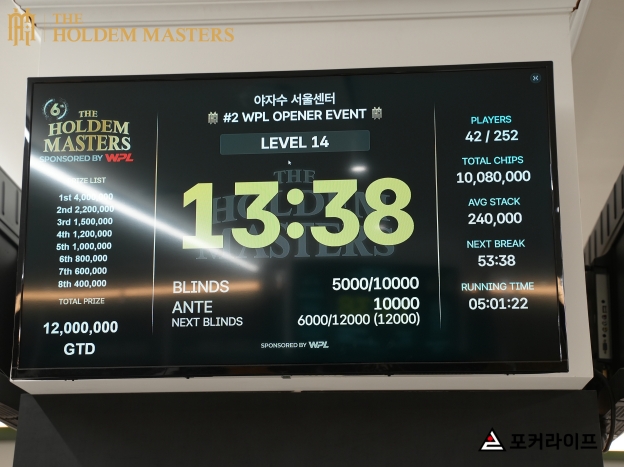 THE
HOLDEM MASTERS
6
THE
HOLDEM
MASTERS
SPONSORED BY WPL
야자수 서울센터
#2 WPL OPENER EVENT
LEVEL 14
13:38
THE
HOLDEM
MASTERS
LIST
1st 4,000,000
2nd 2,200,000
3rd 1,500,000
4th 1,200,000
5th 1,000,000
6th 800,000
7th 600,000
8th 400,000
TOTAL PRIZE
12,000,000
GTD
BLINDS 5000/10000
ANTE 10000
NEXT BLINDS 6000/12000 (12000)
SPONSORED BY WPL
PLAYERS
42 / 252
TOTAL CHIPS
10,080,000
AVG STACK
240,000
NEXT BREAK
53:38
RUNNING TIME
05:01:22
포커라이프